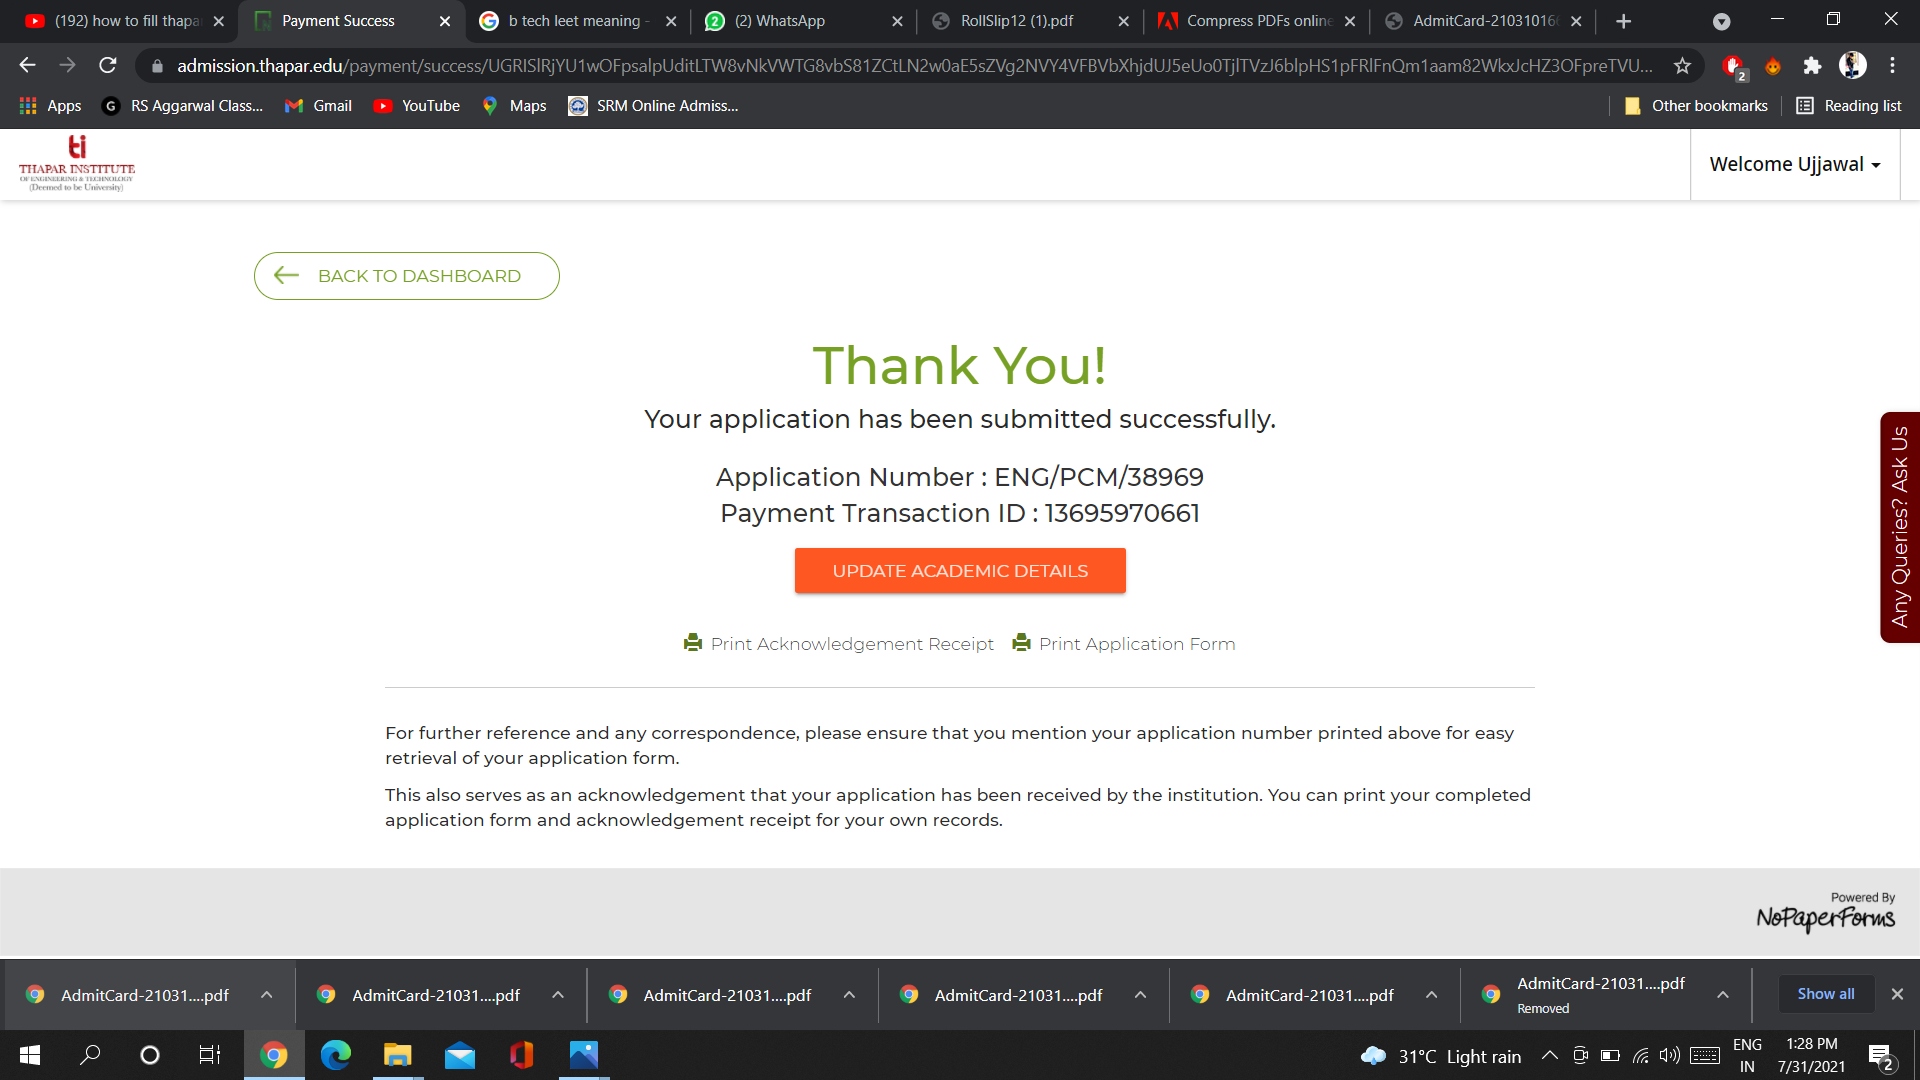 (192) how to fill thapa
Payment Success
b tech leet meaning -
(2) WhatsApp
RollSlip12 (1).pdf
Compress PDFs online
AdmitCard-21031016
admission.thapar.edu/payment/success/
Apps
RS Aggarwal Class...
Gmail
YouTube
Maps
SRM Online Admiss...
Other bookmarks
Reading list
ti
THAPAR INSTITUTE
OF ENGINEERING & TECHNOLOGY
(Deemed to be University)
Welcome Ujjawal
BACK TO DASHBOARD
Thank You!
Your application has been submitted successfully.
Application Number : ENG/PCM/38969
Payment Transaction ID : 13695970661
UPDATE ACADEMIC DETAILS
Print Acknowledgement Receipt Print Application Form
Any Queries? Ask Us
For further reference and any correspondence, please ensure that you mention your application number printed above for easy
retrieval of your application form.
This also serves as an acknowledgement that your application has been received by the institution. You can print your completed
application form and acknowledgement receipt for your own records.
Powered By
NoPaperForms
AdmitCard-21031....pdf
AdmitCard-21031....pdf
AdmitCard-21031....pdf
AdmitCard-21031....pdf
AdmitCard-21031....pdf
AdmitCard-21031....pdf
Removed
Show all
31°C Light rain
ENG
IN
1:28 PM
7/31/2021
2